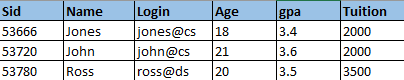 Sid Name Login Age gpa Tuition
53666 Jones jones@cs 18 3.4 2000
53720 John john@cs 21 3.6 2000
53780 Ross ross@ds 20 3.5 3500